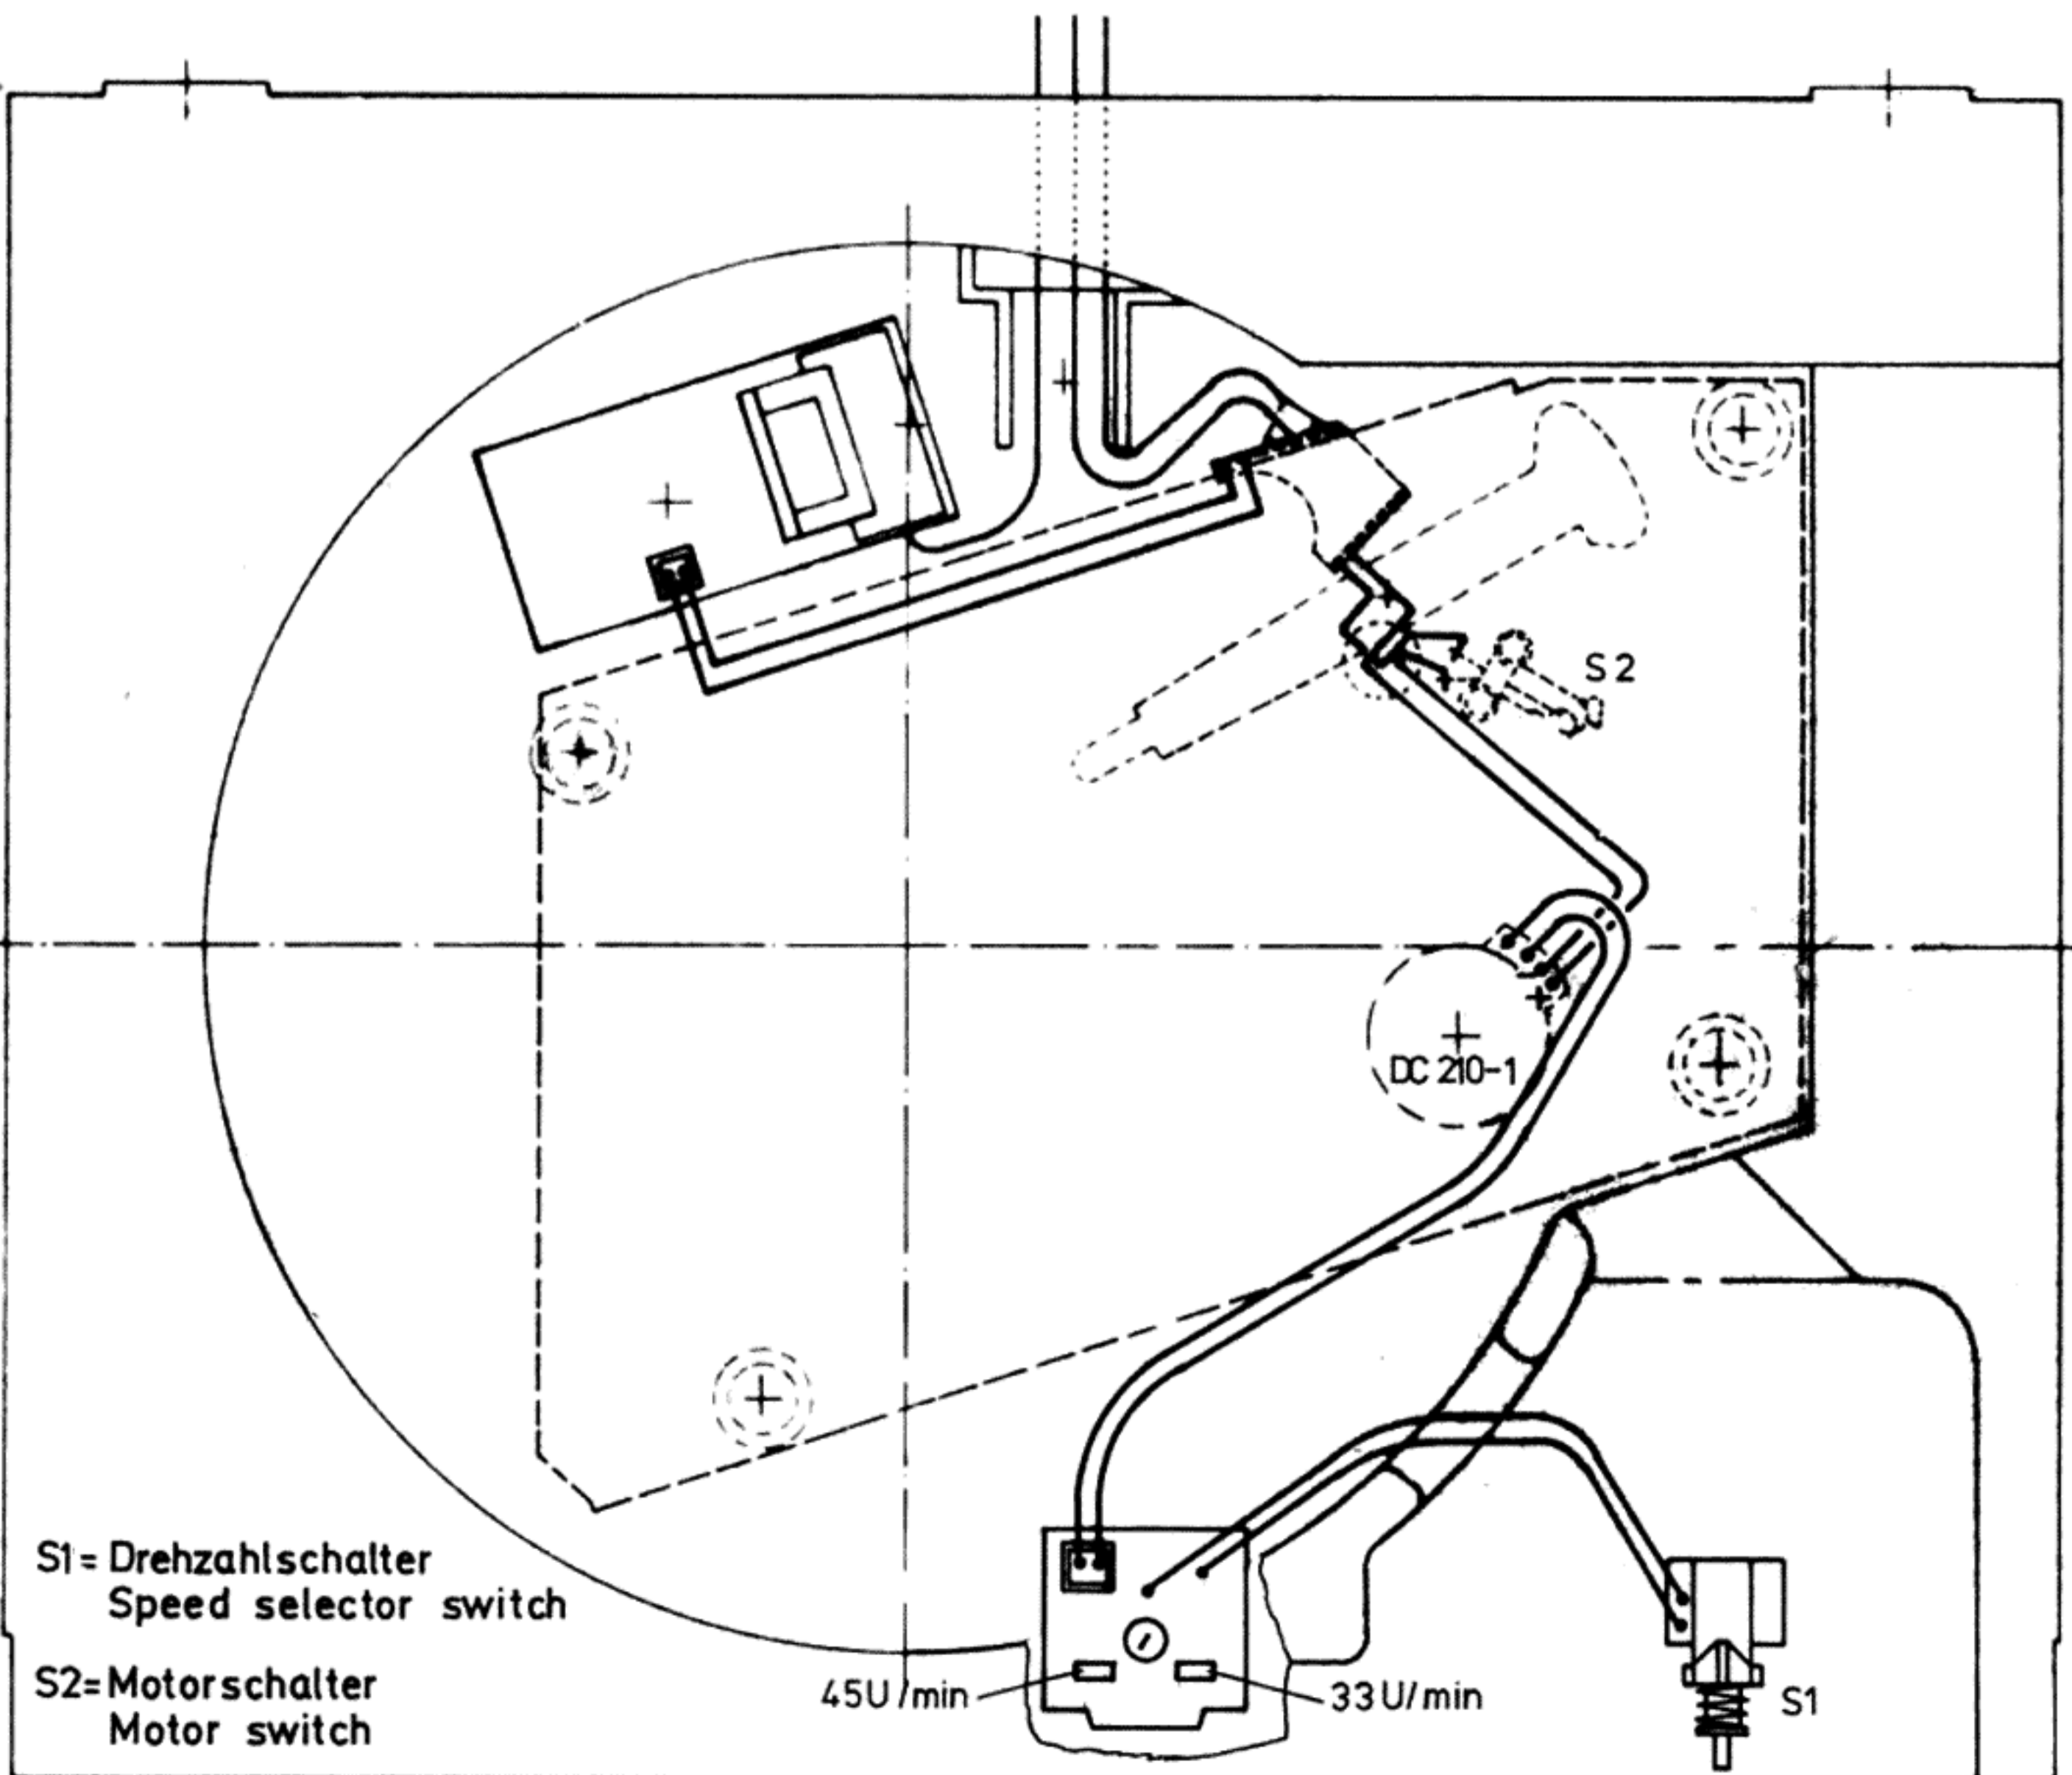 S2
DC 210-1
S1= Drehzahlschalter
Speed selector switch
S2= Motorschalter
Motor switch
45U/min
33U/min
S1